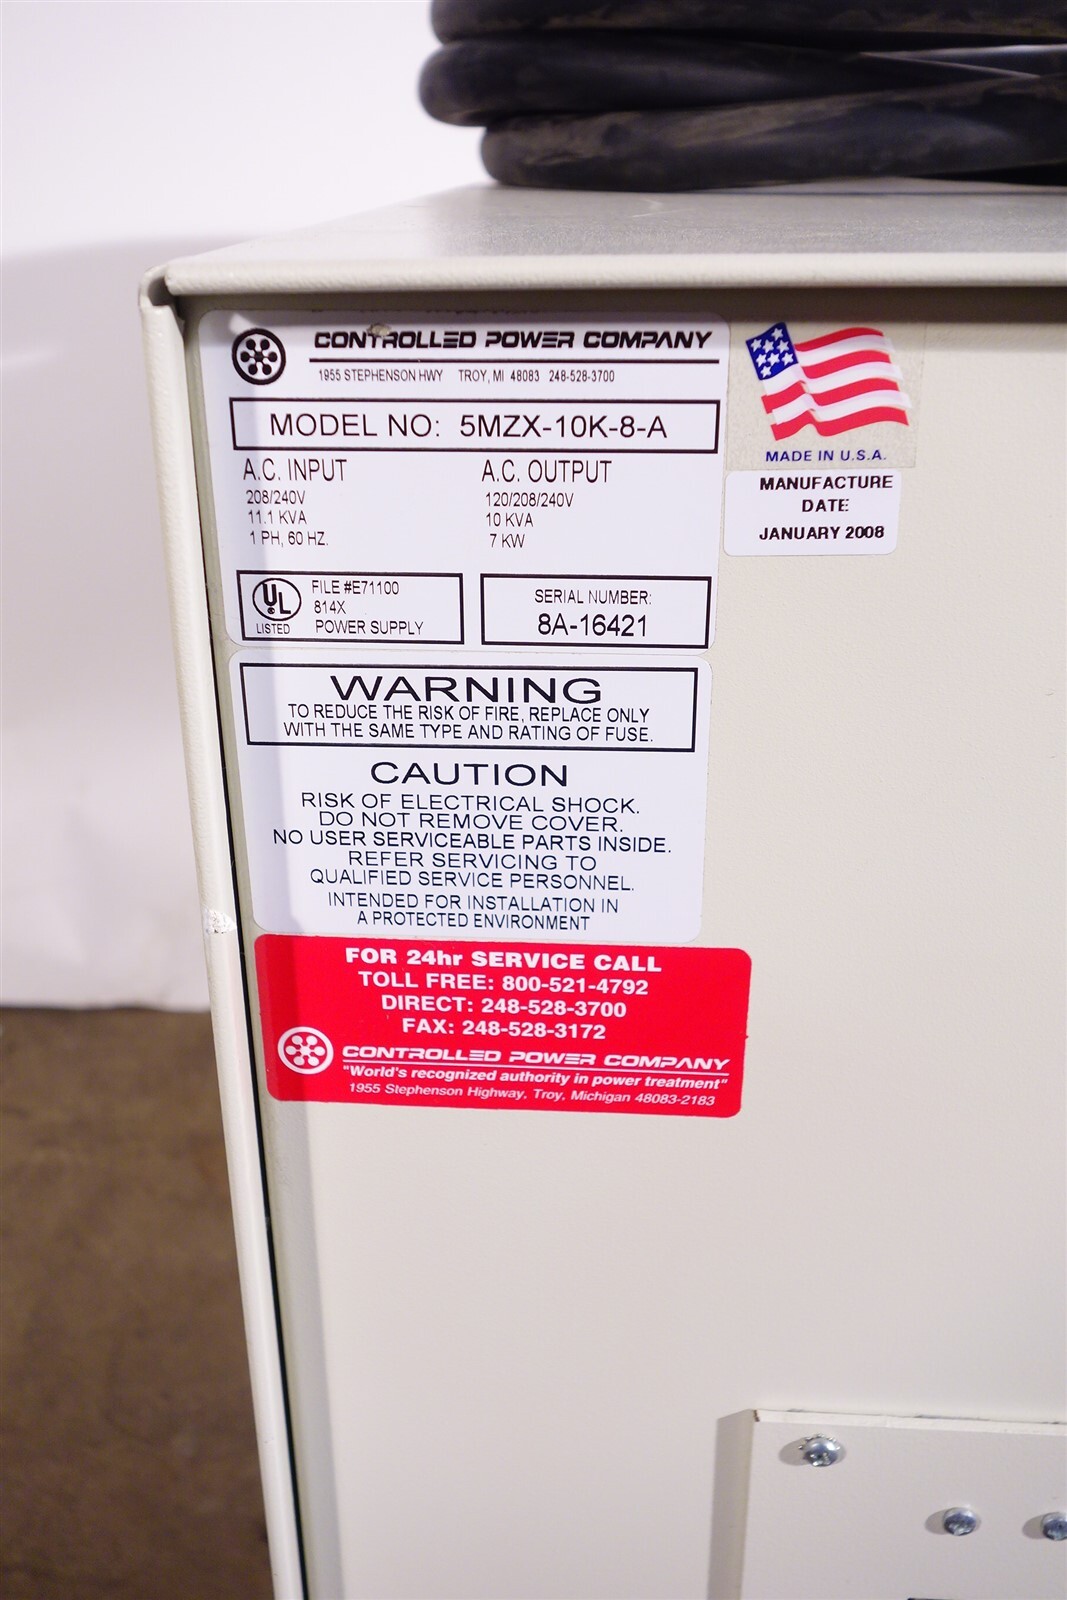 CONTROLLED POWER COMPANY
1955 STEPHENSON HWY TROY, MI 48083 248-528-3700
MODEL NO: 5MZX-10K-8-A
A.C. INPUT
208/240V
11.1 KVA
1 PH, 60 HZ.
A.C. OUTPUT
120/208/240V
10 KVA
7 KW
UL
LISTED
FILE #E71100
814X
POWER SUPPLY
SERIAL NUMBER:
8A-16421
MADE IN U.S.A.
MANUFACTURE
DATE
JANUARY 2008
WARNING
TO REDUCE THE RISK OF FIRE, REPLACE ONLY
WITH THE SAME TYPE AND RATING OF FUSE.
CAUTION
RISK OF ELECTRICAL SHOCK.
DO NOT REMOVE COVER.
NO USER SERVICEABLE PARTS INSIDE.
REFER SERVICING TO
QUALIFIED SERVICE PERSONNEL.
INTENDED FOR INSTALLATION IN
A PROTECTED ENVIRONMENT
FOR 24hr SERVICE CALL
TOLL FREE: 800-521-4792
DIRECT: 248-528-3700
FAX: 248-528-3172
CONTROLLED POWER COMPANY
"World's recognized authority in power treatment"
1955 Stephenson Highway, Troy, Michigan 48083-2183